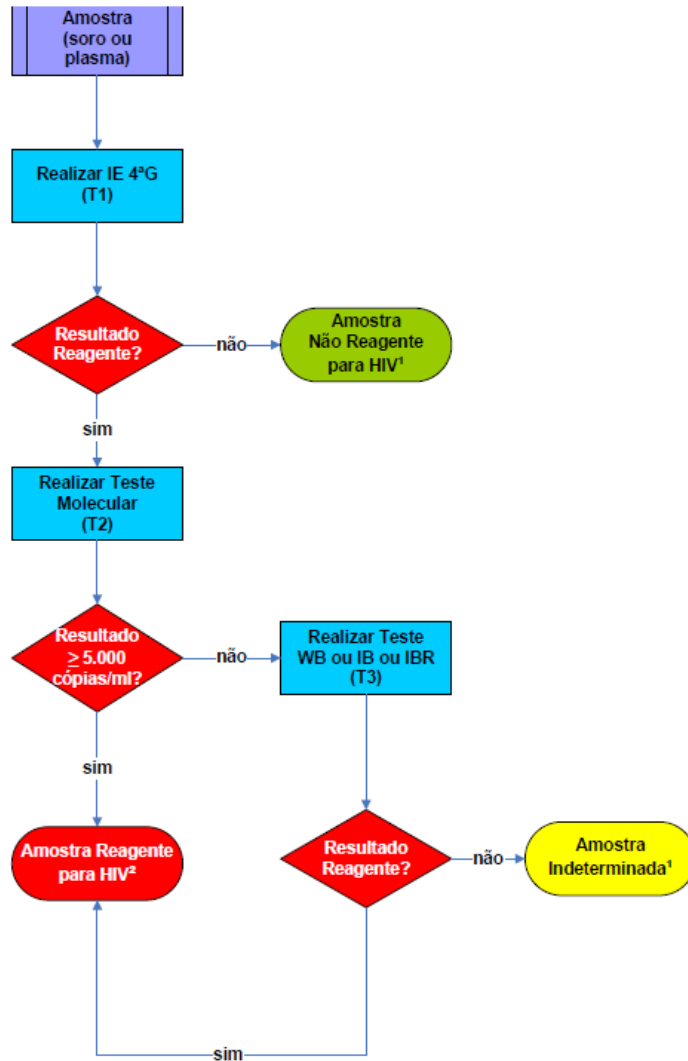 Amostra
(soro ou
plasma)
Realizar IE 4ªG
(T1)
Resultado
Reagente?
não
Amostra
Não Reagente
para HIV¹
sim
Realizar Teste
Molecular
(T2)
Resultado
≥ 5.000
cópias/ml?
não
Realizar Teste
WB ou IB ou IBR
(T3)
sim
Amostra Reagente
para HIV²
Resultado
Reagente?
não
Amostra
Indeterminada¹
sim